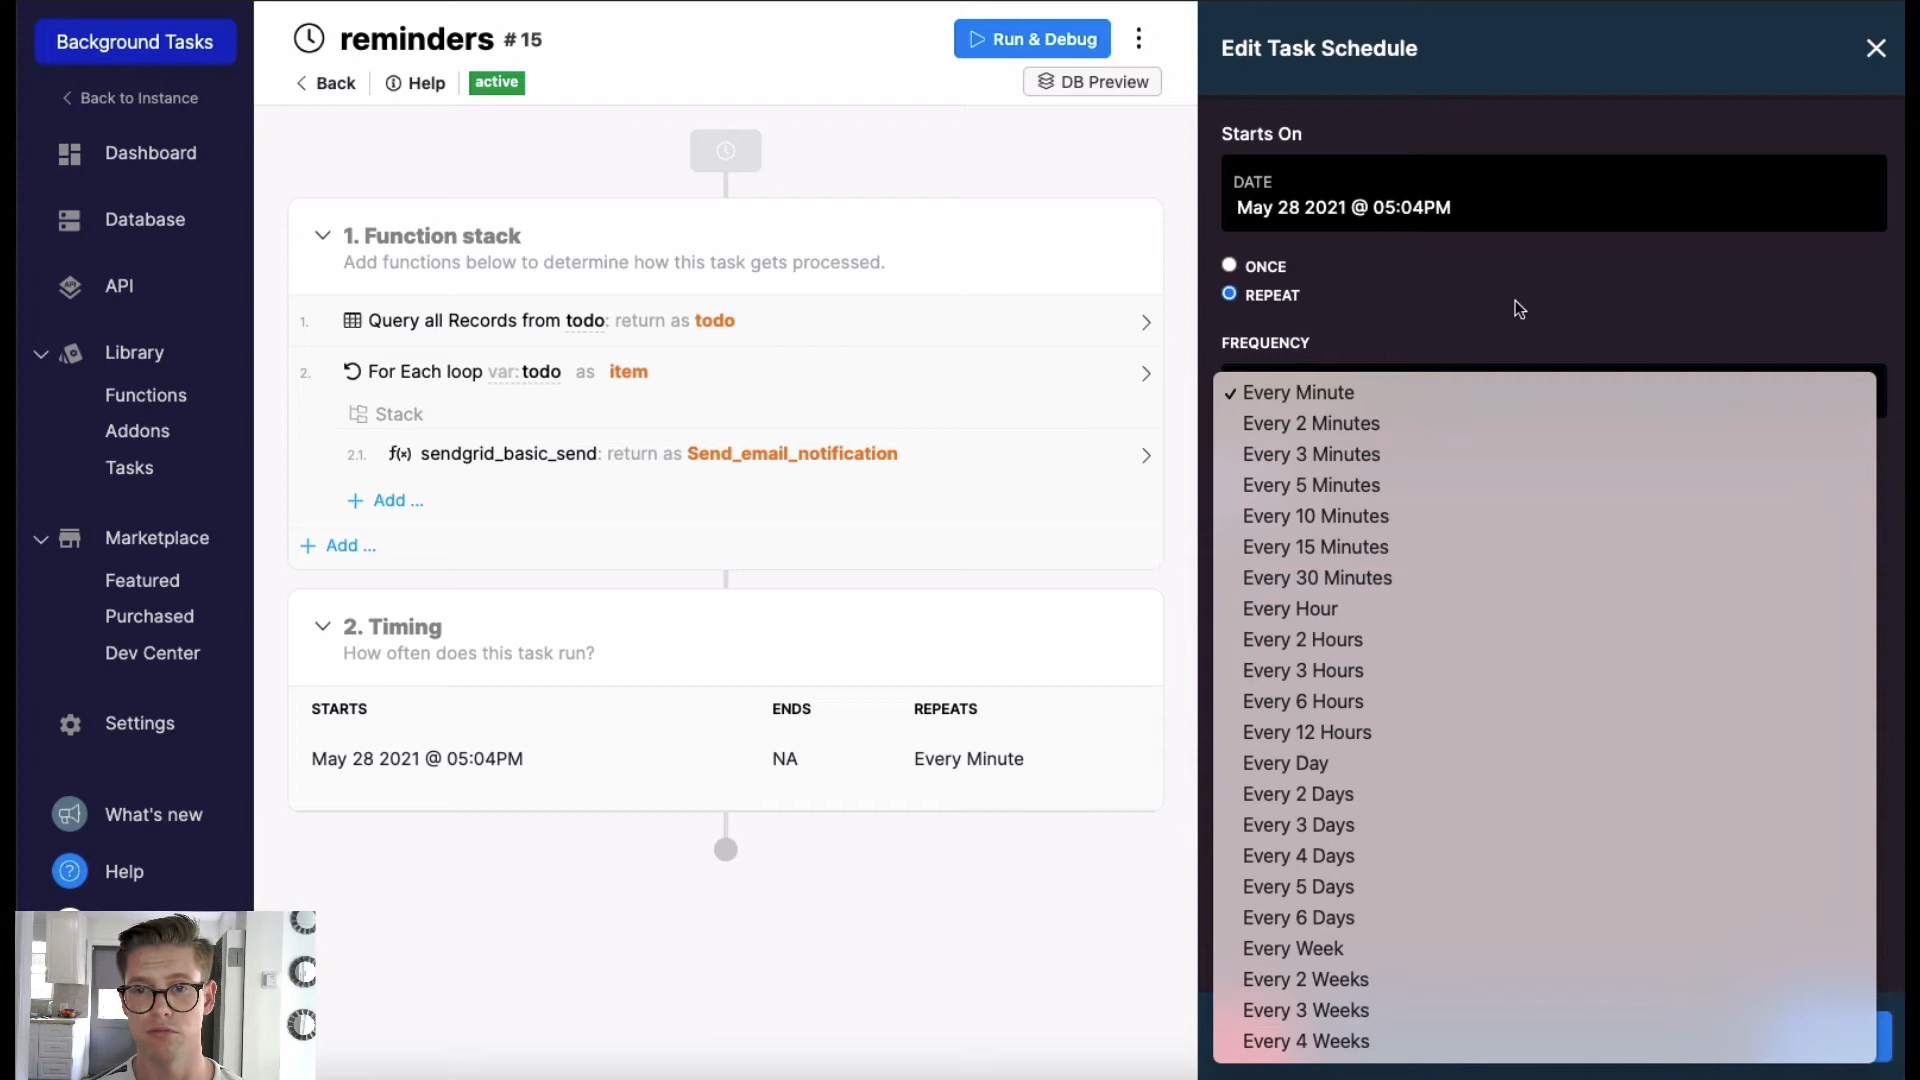 Background Tasks
Back to Instance
Dashboard
Database
API
Library
Functions
Addons
Tasks
Marketplace
Featured
Purchased
Dev Center
Settings
What's new
Help
reminders #15
Run & Debug
Back
Help
active
DB Preview
1. Function stack
Add functions below to determine how this task gets processed.
1. Query all Records from todo: return as todo
2. For Each loop var:todo as item
Stack
2.1. f(x) sendgrid_basic_send: return as Send_email_notification
Add ...
Add ...
2. Timing
How often does this task run?
STARTS ENDS REPEATS
May 28 2021 @ 05:04PM NA Every Minute
Edit Task Schedule
Starts On
DATE
May 28 2021 @ 05:04PM
ONCE
REPEAT
FREQUENCY
Every Minute
Every 2 Minutes
Every 3 Minutes
Every 5 Minutes
Every 10 Minutes
Every 15 Minutes
Every 30 Minutes
Every Hour
Every 2 Hours
Every 3 Hours
Every 6 Hours
Every 12 Hours
Every Day
Every 2 Days
Every 3 Days
Every 4 Days
Every 5 Days
Every 6 Days
Every Week
Every 2 Weeks
Every 3 Weeks
Every 4 Weeks